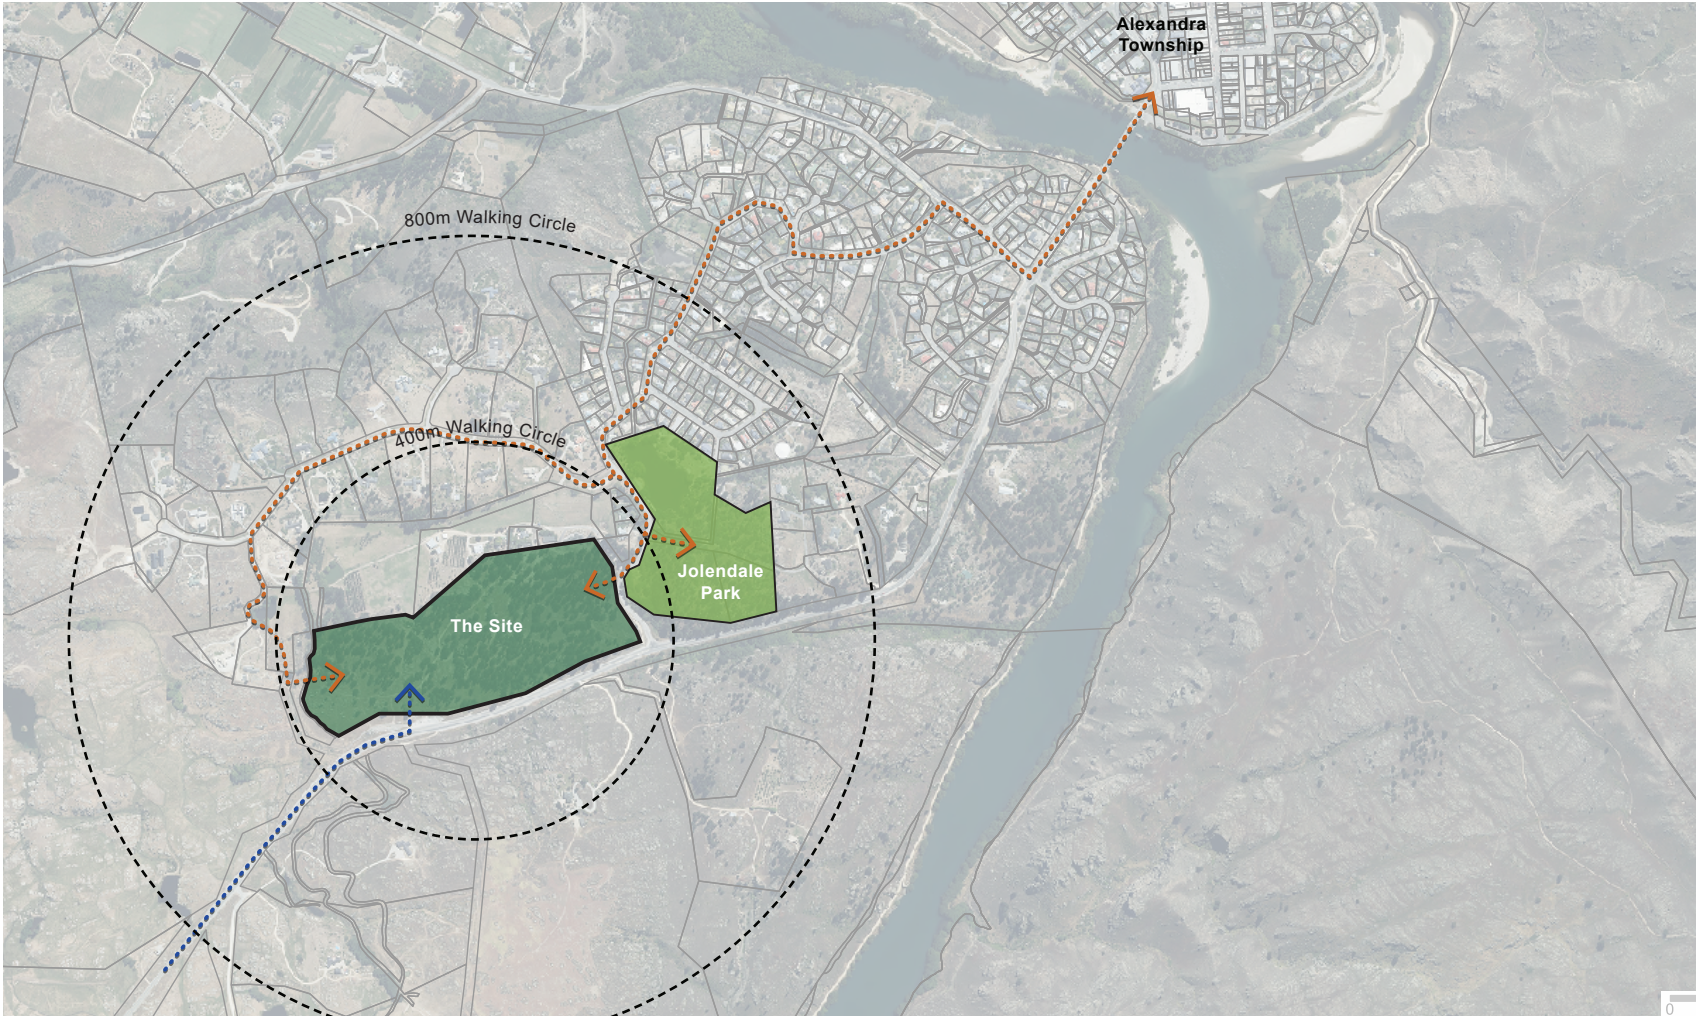 Alexandra
Township
800m Walking Circle
400m Walking Circle
Jolendale
Park
The Site
0